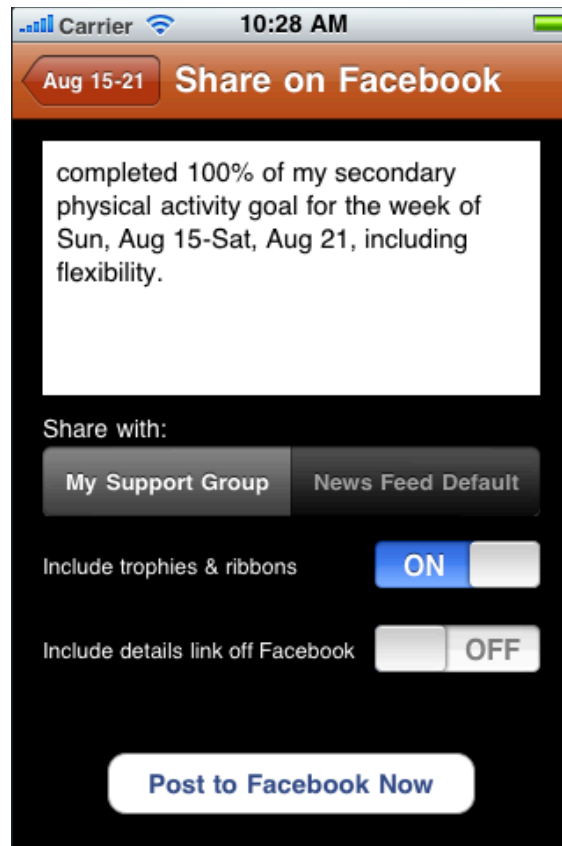 Carrier 10:28 AM
Aug 15-21 Share on Facebook
completed 100% of my secondary
physical activity goal for the week of
Sun, Aug 15-Sat, Aug 21, including
flexibility.
Share with:
My Support Group News Feed Default
Include trophies & ribbons ON
Include details link off Facebook OFF
Post to Facebook Now